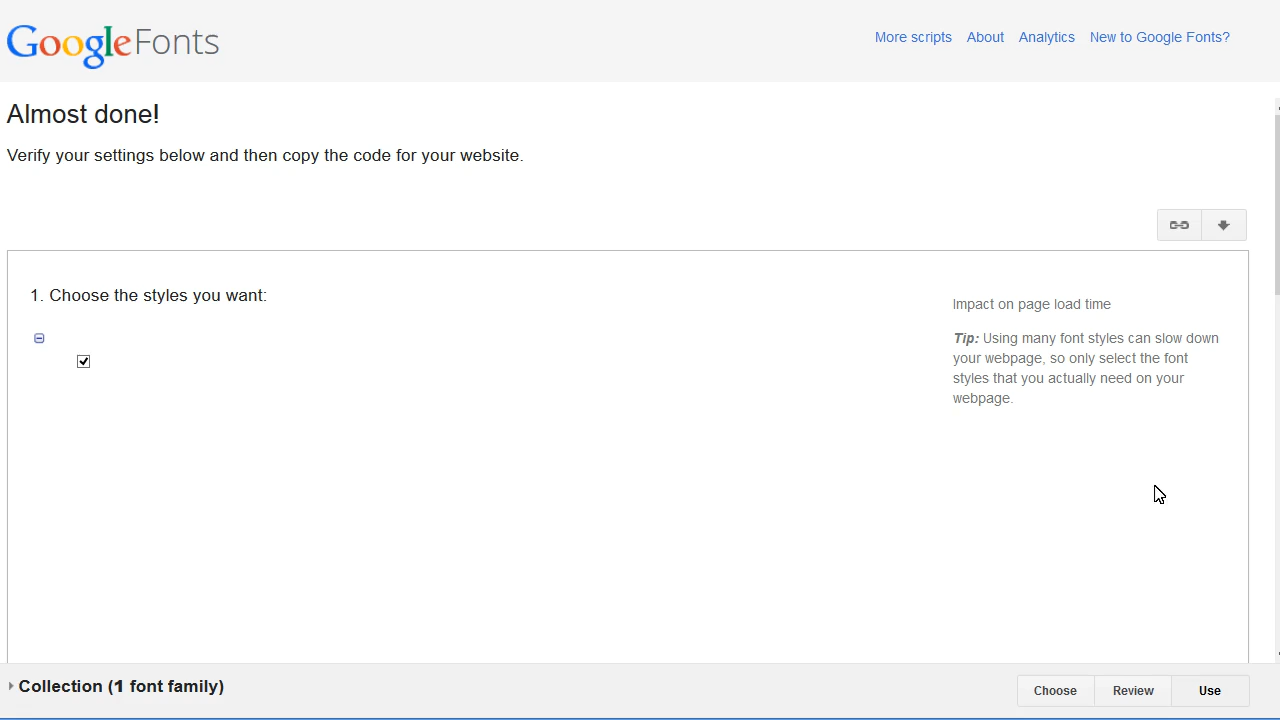 Google Fonts
More scripts About Analytics New to Google Fonts?
Almost done!
Verify your settings below and then copy the code for your website.
1. Choose the styles you want:
Impact on page load time
Tip: Using many font styles can slow down
your webpage, so only select the font
styles that you actually need on your
webpage.
Collection (1 font family)
Choose Review Use